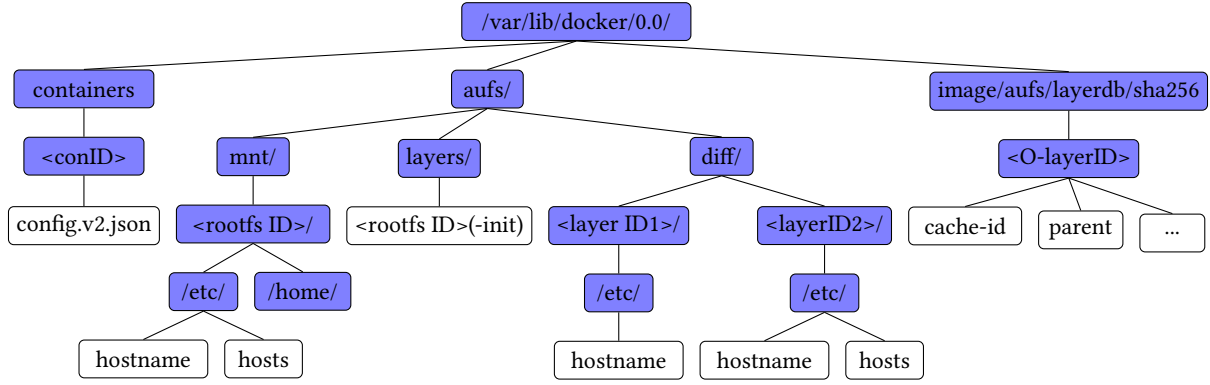 /var/lib/docker/0.0/
containers
aufs/
image/aufs/layerdb/sha256
<conID>
mnt/
layers/
diff/
<O-layerID>
config.v2.json
<rootfs ID>/
<rootfs ID>(-init)
<layer ID1>/
<layerID2>/
cache-id
parent
...
/etc/
/home/
/etc/
/etc/
hostname
hosts
hostname
hostname
hosts